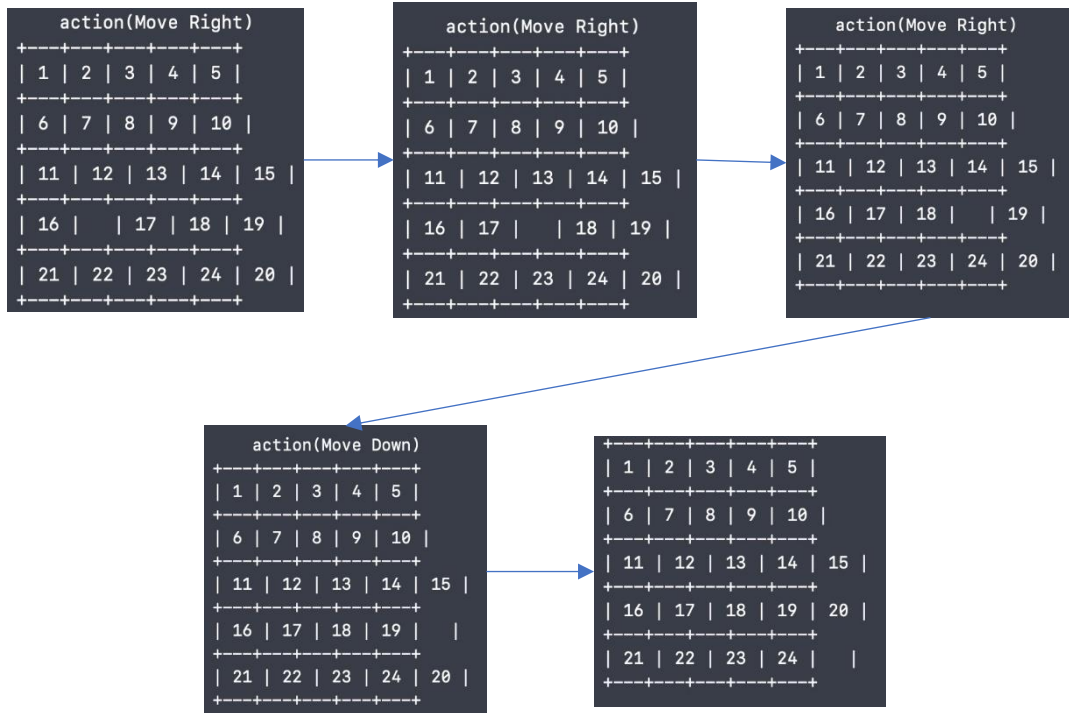 action(Move Right)
+---+---+---+---+---+
| 1 | 2 | 3 | 4 | 5 |
+---+---+---+---+---+
| 6 | 7 | 8 | 9 | 10 |
+---+---+---+---+---+
| 11 | 12 | 13 | 14 | 15 |
+---+---+---+---+---+
| 16 |   | 17 | 18 | 19 |
+---+---+---+---+---+
| 21 | 22 | 23 | 24 | 20 |
+---+---+---+---+---+
action(Move Right)
+---+---+---+---+---+
| 1 | 2 | 3 | 4 | 5 |
+---+---+---+---+---+
| 6 | 7 | 8 | 9 | 10 |
+---+---+---+---+---+
| 11 | 12 | 13 | 14 | 15 |
+---+---+---+---+---+
| 16 | 17 |   | 18 | 19 |
+---+---+---+---+---+
| 21 | 22 | 23 | 24 | 20 |
+---+---+---+---+---+
action(Move Right)
+---+---+---+---+---+
| 1 | 2 | 3 | 4 | 5 |
+---+---+---+---+---+
| 6 | 7 | 8 | 9 | 10 |
+---+---+---+---+---+
| 11 | 12 | 13 | 14 | 15 |
+---+---+---+---+---+
| 16 | 17 | 18 |   | 19 |
+---+---+---+---+---+
| 21 | 22 | 23 | 24 | 20 |
+---+---+---+---+---+
action(Move Down)
+---+---+---+---+---+
| 1 | 2 | 3 | 4 | 5 |
+---+---+---+---+---+
| 6 | 7 | 8 | 9 | 10 |
+---+---+---+---+---+
| 11 | 12 | 13 | 14 | 15 |
+---+---+---+---+---+
| 16 | 17 | 18 | 19 |   |
+---+---+---+---+---+
| 21 | 22 | 23 | 24 | 20 |
+---+---+---+---+---+
+---+---+---+---+---+
| 1 | 2 | 3 | 4 | 5 |
+---+---+---+---+---+
| 6 | 7 | 8 | 9 | 10 |
+---+---+---+---+---+
| 11 | 12 | 13 | 14 | 15 |
+---+---+---+---+---+
| 16 | 17 | 18 | 19 | 20 |
+---+---+---+---+---+
| 21 | 22 | 23 | 24 |   |
+---+---+---+---+---+